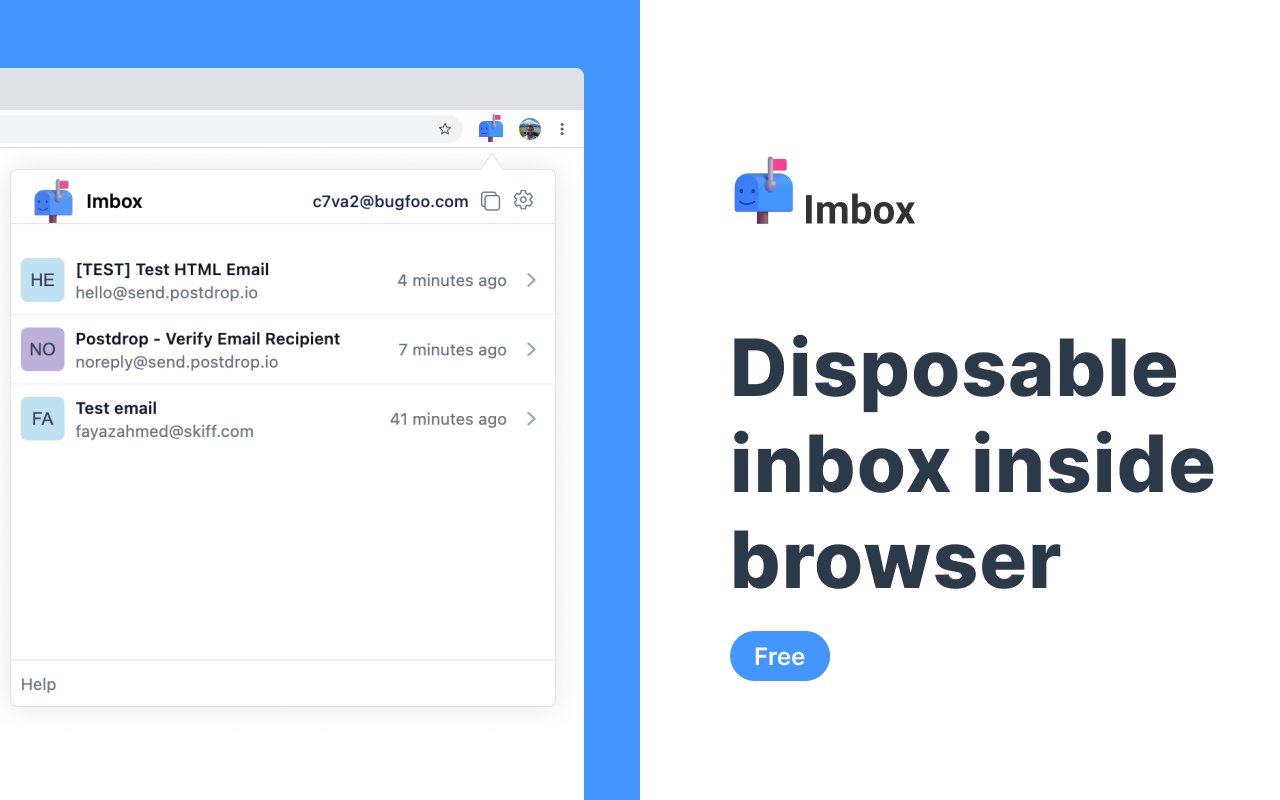 Imbox
c7va2@bugfoo.com
HE
[TEST] Test HTML Email
hello@send.postdrop.io
4 minutes ago
NO
Postdrop - Verify Email Recipient
noreply@send.postdrop.io
7 minutes ago
FA
Test email
fayazahmed@skiff.com
41 minutes ago
Help
Imbox
Disposable
inbox inside
browser
Free